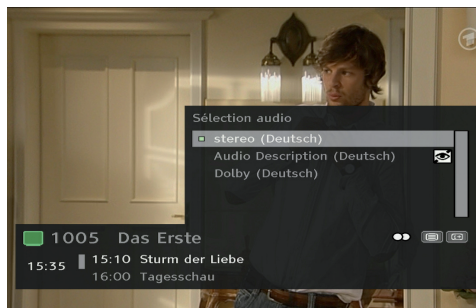 Sélection audio
stereo (Deutsch)
Audio Description (Deutsch)
Dolby (Deutsch)
1005 Das Erste
15:35
15:10 Sturm der Liebe
16:00 Tagesschau